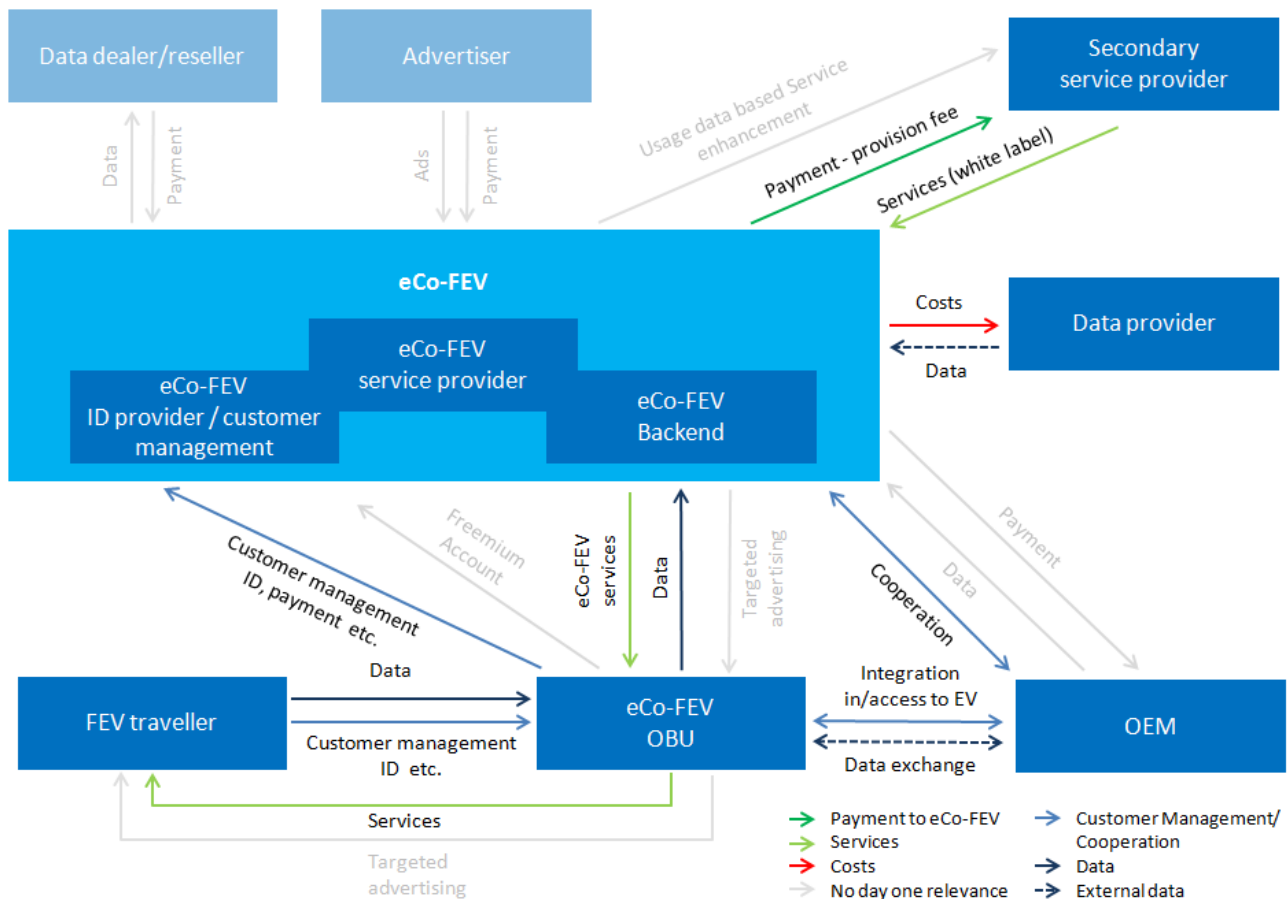 Data dealer/reseller
Advertiser
Secondary
service provider
Data
Payment
Ads
Payment
Usage data based Service
enhancement
Payment - provision fee
Services (white label)
eCo-FEV
eCo-FEV
service provider
eCo-FEV
ID provider / customer
management
eCo-FEV
Backend
Costs
Data
Data provider
Customer management
ID, payment etc.
Freemium
Account
eCo-FEV
services
Data
Targeted
advertising
Cooperation
Data
Payment
FEV traveller
Data
Customer management
ID etc.
eCo-FEV
OBU
Integration
in/access to EV
Data exchange
OEM
Services
Targeted
advertising
Payment to eCo-FEV
Services
Costs
No day one relevance
Customer Management/
Cooperation
Data
External data